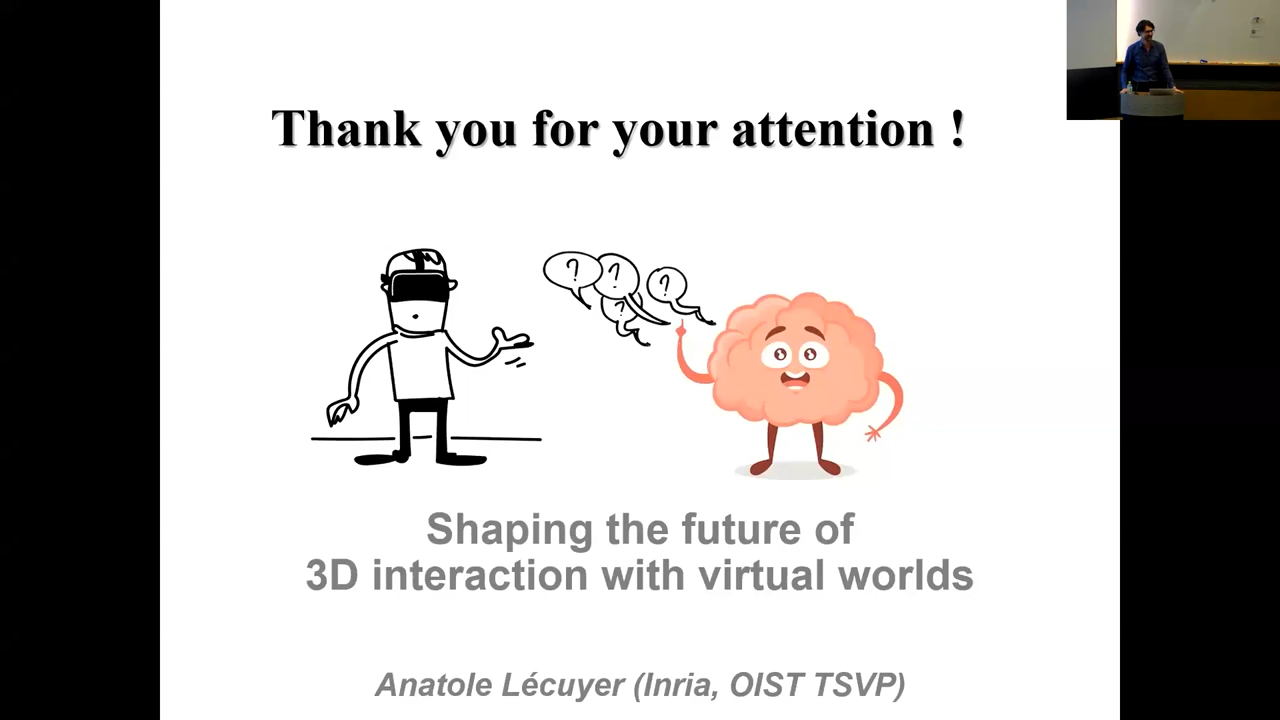 Thank you for your attention !
? ? ?
?
Shaping the future of
3D interaction with virtual worlds
Anatole Lécuyer (Inria, OIST TSVP)